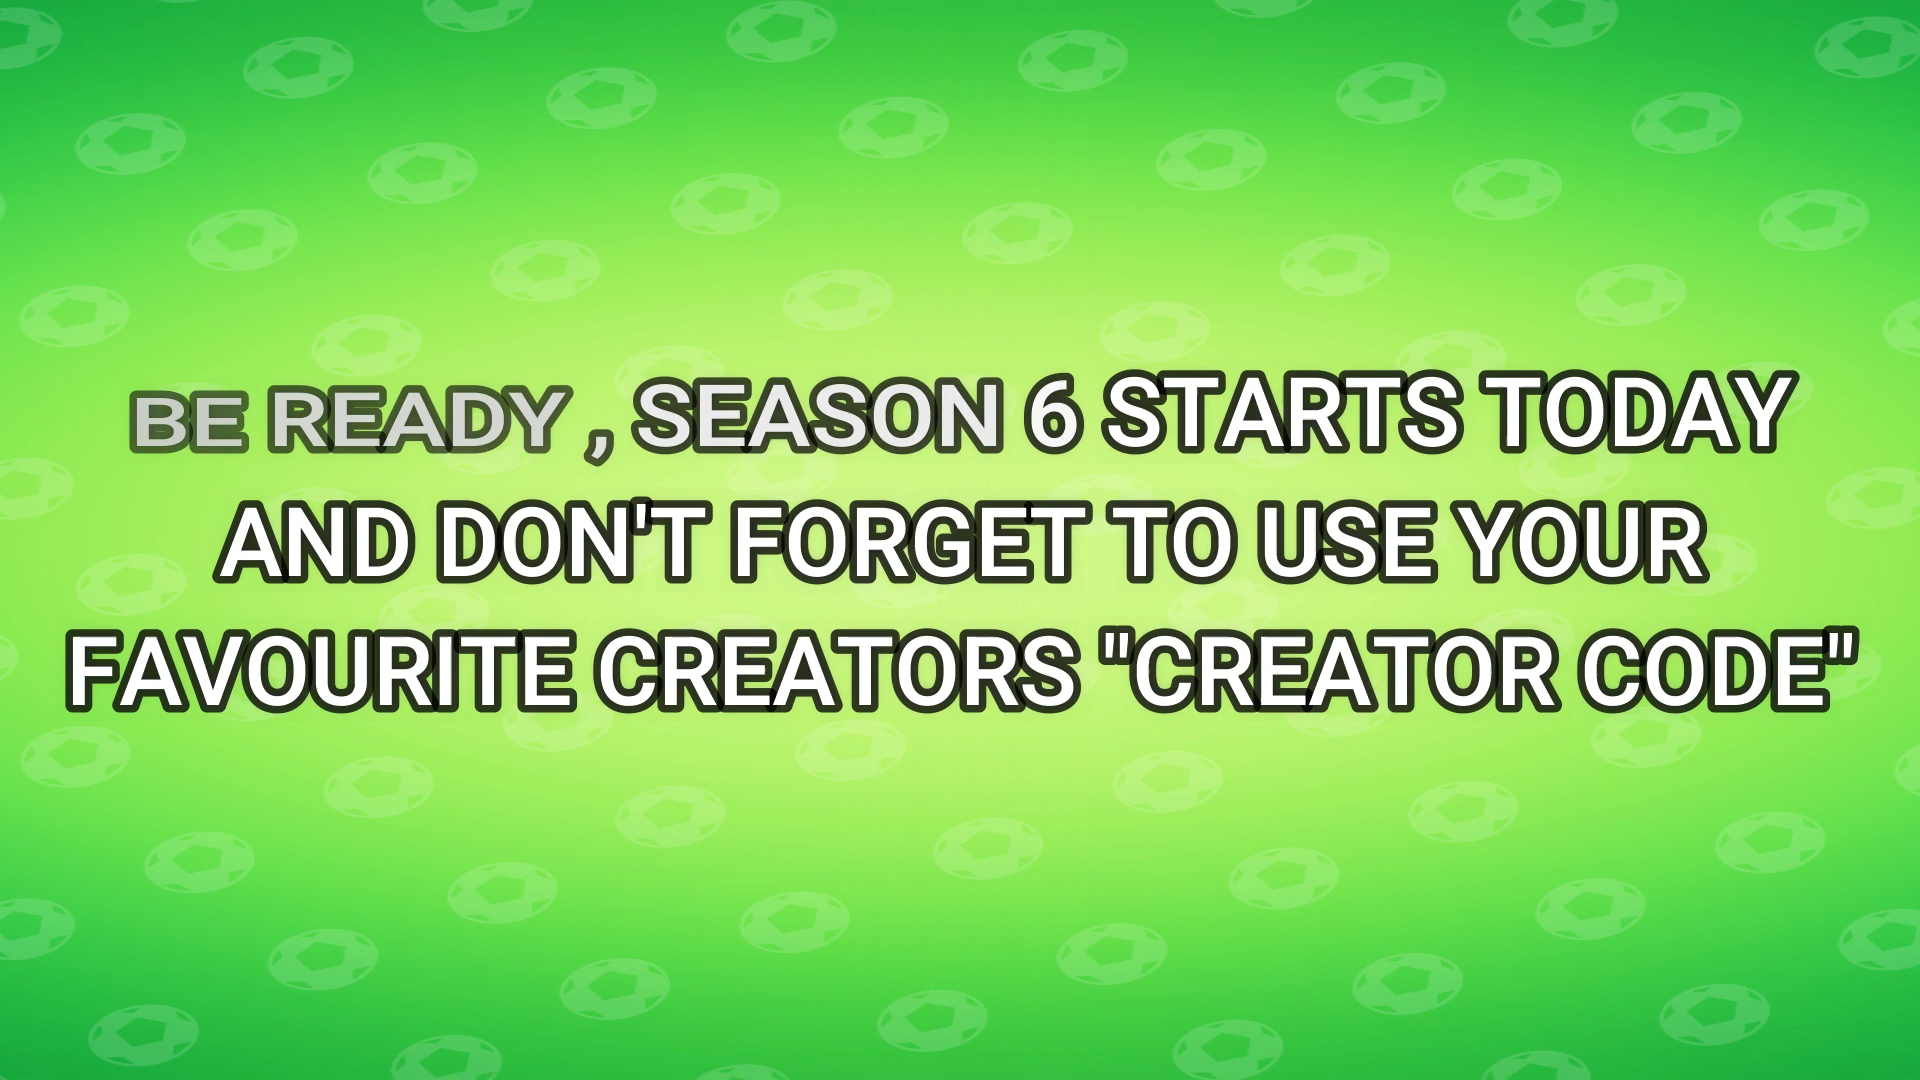 BE READY , SEASON 6 STARTS TODAY
AND DON'T FORGET TO USE YOUR
FAVOURITE CREATORS "CREATOR CODE"